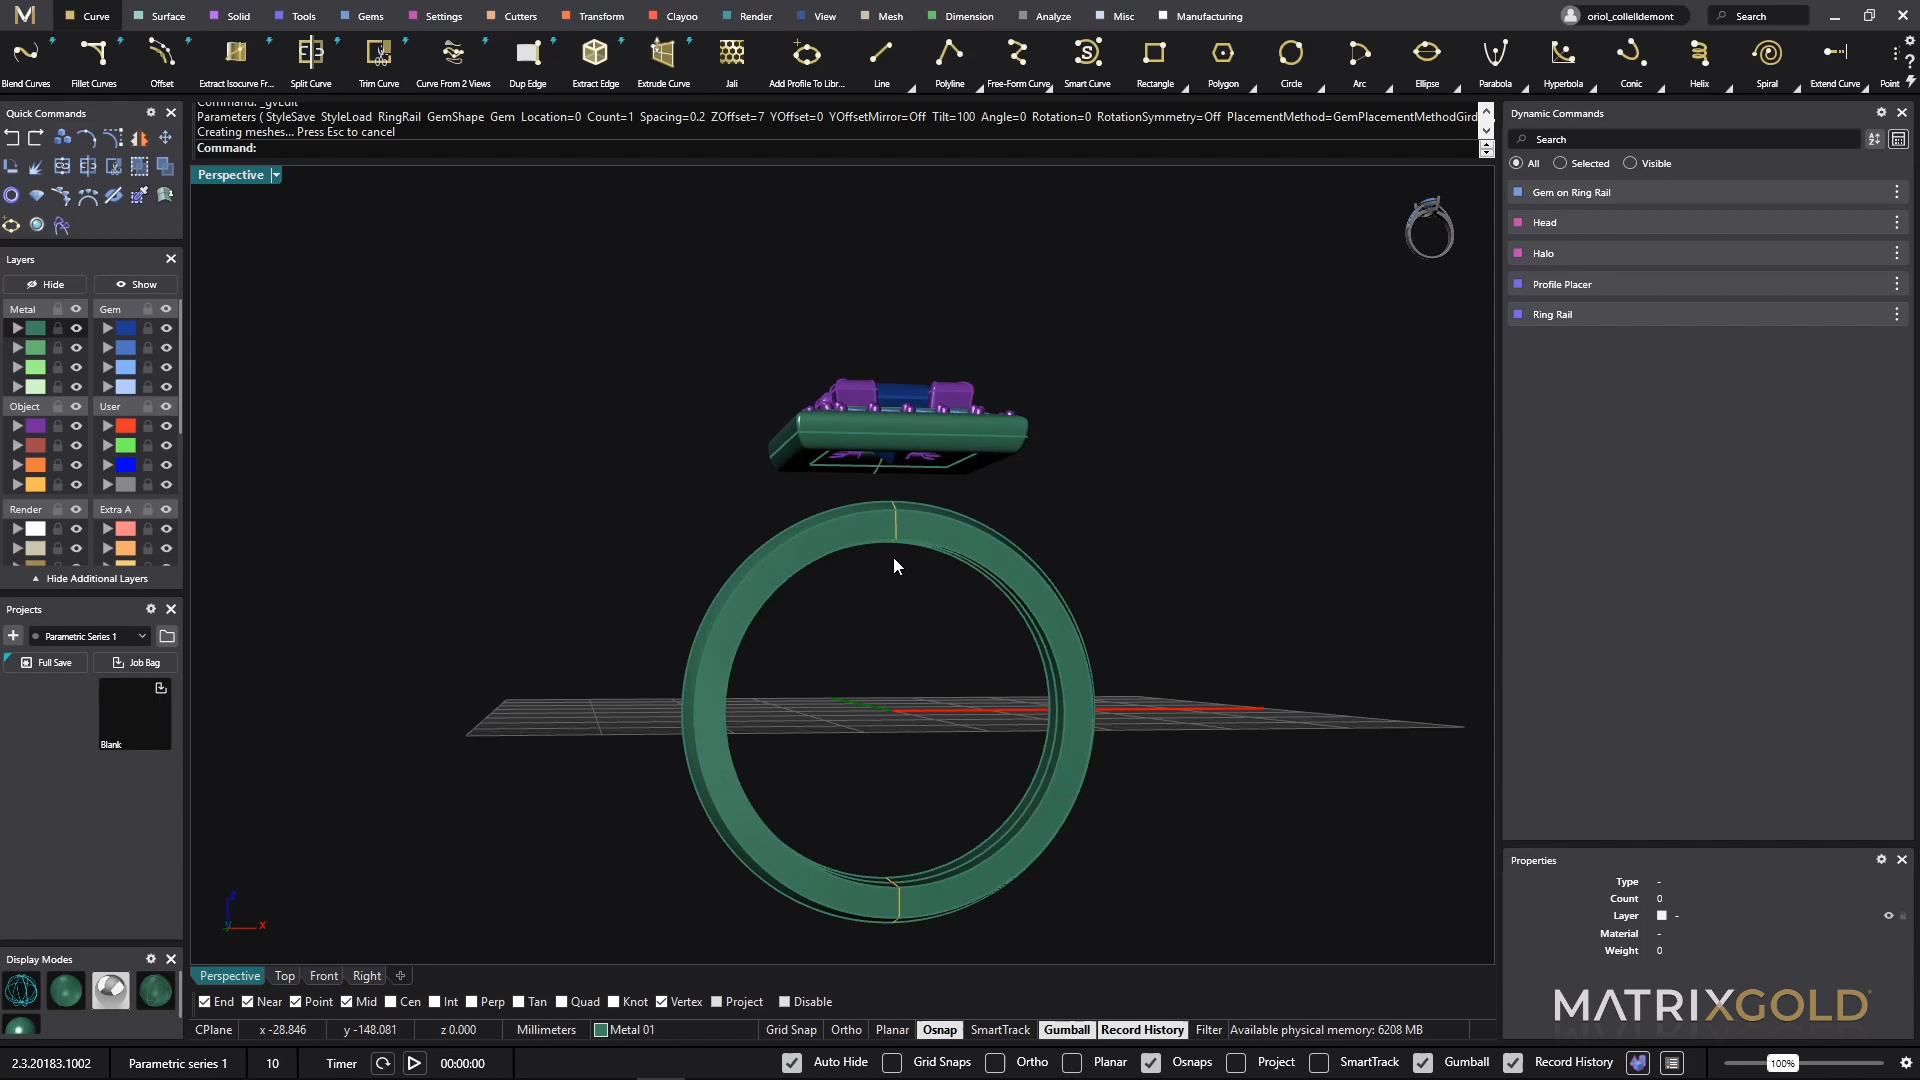 Curve Surface Solid Tools Gems Settings Cutters Transform Clayoo Render View Mesh Dimension Analyze Misc Manufacturing oriol_collelldemont Search
Blend Curves Fillet Curves Offset Extract Isocurve Fr... Split Curve Trim Curve Curve From 2 Views Dup Edge Extract Edge Extrude Curve Jali Add Profile To Libr... Line Polyline Free-Form Curve Smart Curve Rectangle Polygon Circle Arc Ellipse Parabola Hyperbola Conic Helix Spiral Extend Curve Point
Quick Commands
Command: _gvEdit
Parameters ( StyleSave StyleLoad RingRail GemShape Gem Location=0 Count=1 Spacing=0.2 ZOffset=7 YOffset=0 YOffsetMirror=Off Tilt=100 Angle=0 Rotation=0 RotationSymmetry=Off PlacementMethod=GemPlacementMethodGird
Creating meshes... Press Esc to cancel
Command:
Perspective
Dynamic Commands
Search
All Selected Visible
Gem on Ring Rail
Head
Halo
Profile Placer
Ring Rail
Layers
Hide Show
Metal Gem
Object User
Render Extra A
Hide Additional Layers
Projects
Parametric Series 1
Full Save Job Bag
Blank
Display Modes
z
y
x
Properties
Type -
Count 0
Layer -
Material -
Weight 0
MATRIXGOLD
Perspective Top Front Right
End Near Point Mid Cen Int Perp Tan Quad Knot Vertex Project Disable
CPlane x -28.846 y -148.081 z 0.000 Millimeters Metal 01 Grid Snap Ortho Planar Osnap SmartTrack Gumball Record History Filter Available physical memory: 6208 MB
2.3.20183.1002 Parametric series 1 10 Timer 00:00:00 Auto Hide Grid Snaps Ortho Planar Osnaps Project SmartTrack Gumball Record History 100%